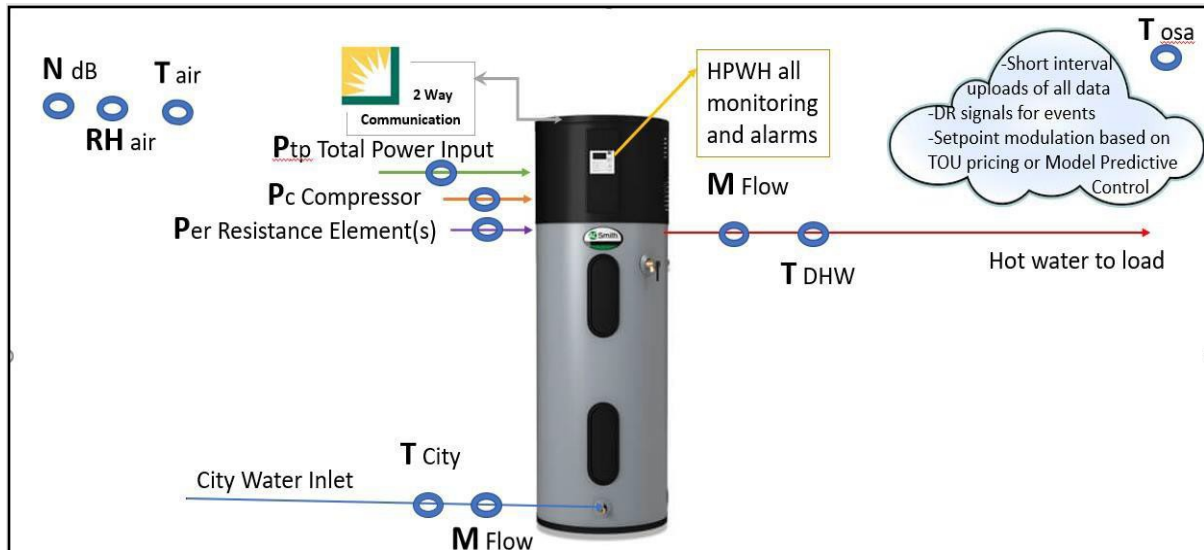 N dB
T air
RH air
2 Way
Communication
HPWH all
monitoring
and alarms
T osa
-Short interval
uploads of all data
-DR signals for events
-Setpoint modulation based on
TOU pricing or Model Predictive
Control
Ptp Total Power Input
Pc Compressor
Per Resistance Element(s)
M Flow
T DHW
Hot water to load
Smith
T City
City Water Inlet
M Flow